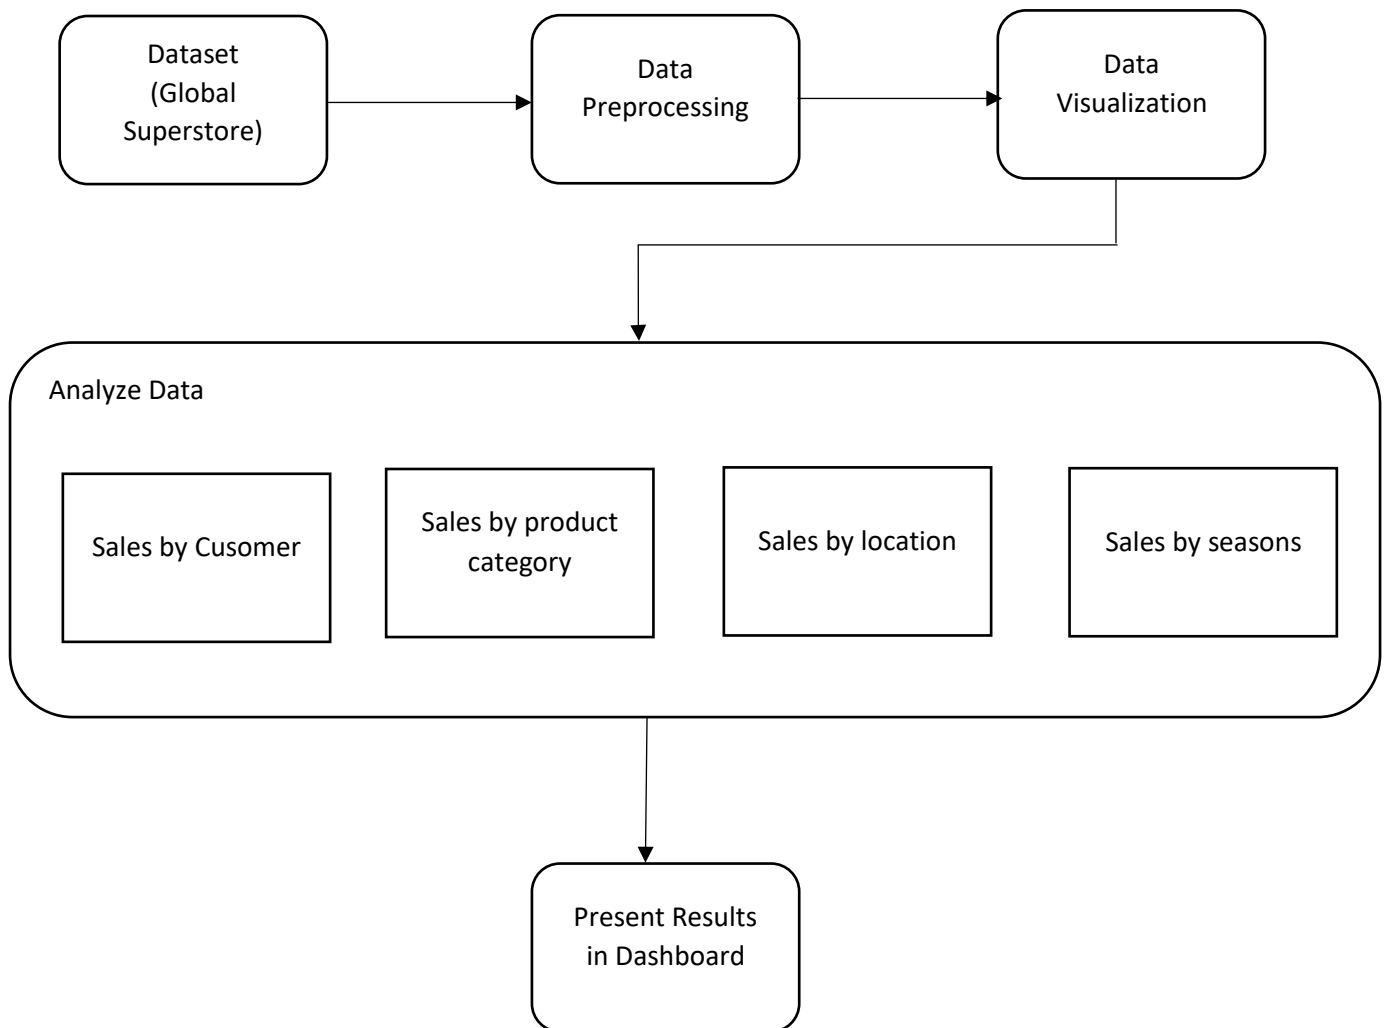 Dataset
(Global
Superstore)
Data
Preprocessing
Data
Visualization
Analyze Data
Sales by Cusomer
Sales by product
category
Sales by location
Sales by seasons
Present Results
in Dashboard